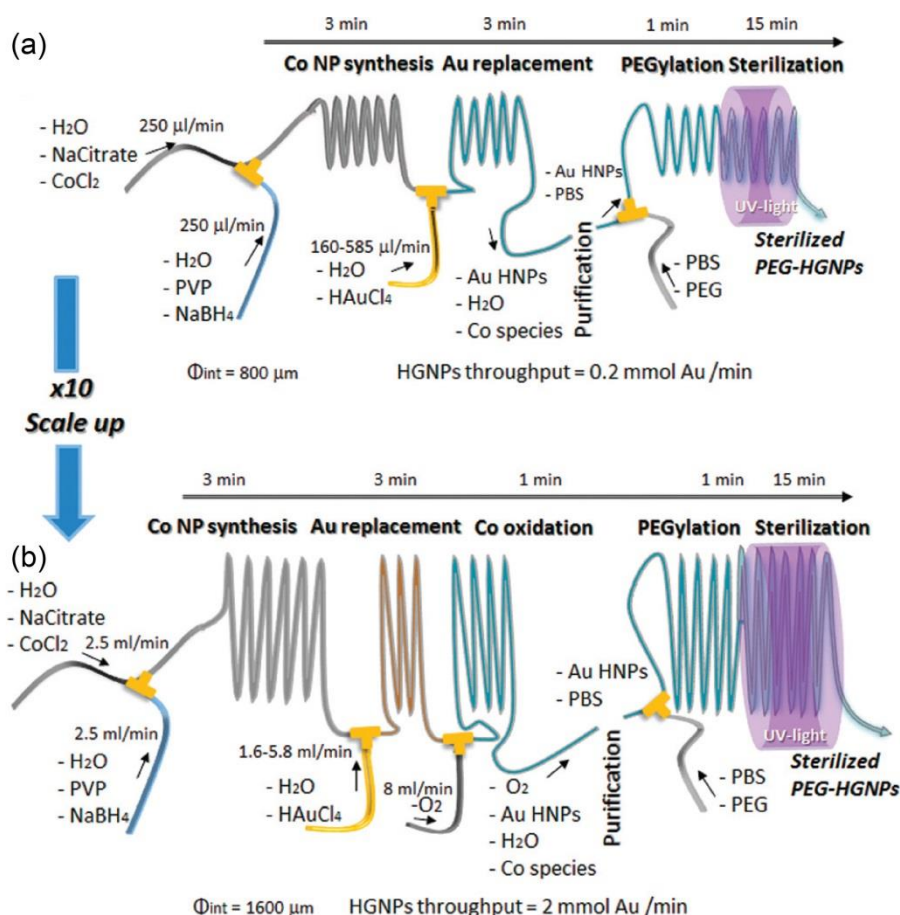 (a)
3 min 3 min 1 min 15 min
Co NP synthesis Au replacement PEGylation Sterilization
- H₂O
- NaCitrate
- CoCl₂
250 µl/min
250 µl/min
- H₂O
- PVP
- NaBH₄
160-585 µl/min
- H₂O
- HAuCl₄
- Au HNPs
- H₂O
- Co species
Purification
- Au HNPs
- PBS
- PBS
- PEG
UV-light
Sterilized
PEG-HGNPs
Φint = 800 µm HGNPs throughput = 0.2 mmol Au /min
x10
Scale up
(b)
3 min 3 min 1 min 1 min 15 min
Co NP synthesis Au replacement Co oxidation PEGylation Sterilization
- H₂O
- NaCitrate
- CoCl₂
2.5 ml/min
2.5 ml/min
- H₂O
- PVP
- NaBH₄
1.6-5.8 ml/min
- H₂O
- HAuCl₄
8 ml/min
-O₂
- O₂
- Au HNPs
- H₂O
- Co species
Purification
- Au HNPs
- PBS
- PBS
- PEG
UV-light
Sterilized
PEG-HGNPs
Φint = 1600 µm HGNPs throughput = 2 mmol Au /min